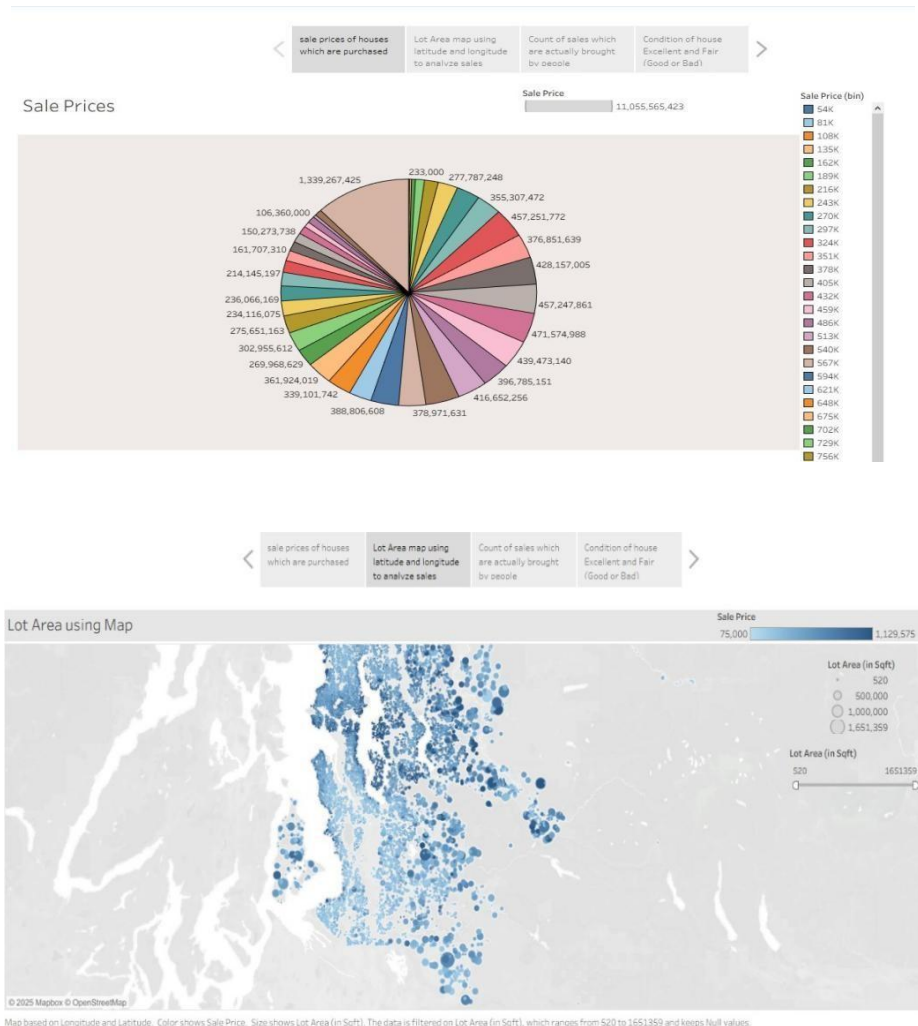 sale prices of houses
which are purchased
Lot Area map using
latitude and longitude
to analyze sales
Count of sales which
are actually brought
by people
Condition of house
Excellent and Fair
(Good or Bad)
Sale Prices
Sale Price
11,055,565,423
Sale Price (bin)
54K
81K
108K
135K
162K
189K
216K
243K
270K
297K
324K
351K
378K
405K
432K
459K
486K
513K
540K
567K
594K
621K
648K
675K
702K
729K
756K
233,000
277,787,248
355,307,472
457,251,772
376,851,639
428,157,005
457,247,861
471,574,988
439,473,140
396,785,151
416,652,256
378,971,631
388,806,608
339,101,742
361,924,019
269,968,629
302,955,612
275,651,163
234,116,075
236,066,169
214,145,197
161,707,310
150,273,738
106,360,000
1,339,267,425
sale prices of houses
which are purchased
Lot Area map using
latitude and longitude
to analyze sales
Count of sales which
are actually brought
by people
Condition of house
Excellent and Fair
(Good or Bad)
Lot Area using Map
Sale Price
75,000 1,129,575
Lot Area (in Sqft)
520
500,000
1,000,000
1,651,359
Lot Area (in Sqft)
520 1651359
© 2025 Mapbox © OpenStreetMap
Map based on Longitude and Latitude. Color shows Sale Price. Size shows Lot Area (in Sqft). The data is filtered on Lot Area (in Sqft), which ranges from 520 to 1651359 and keeps Null values.